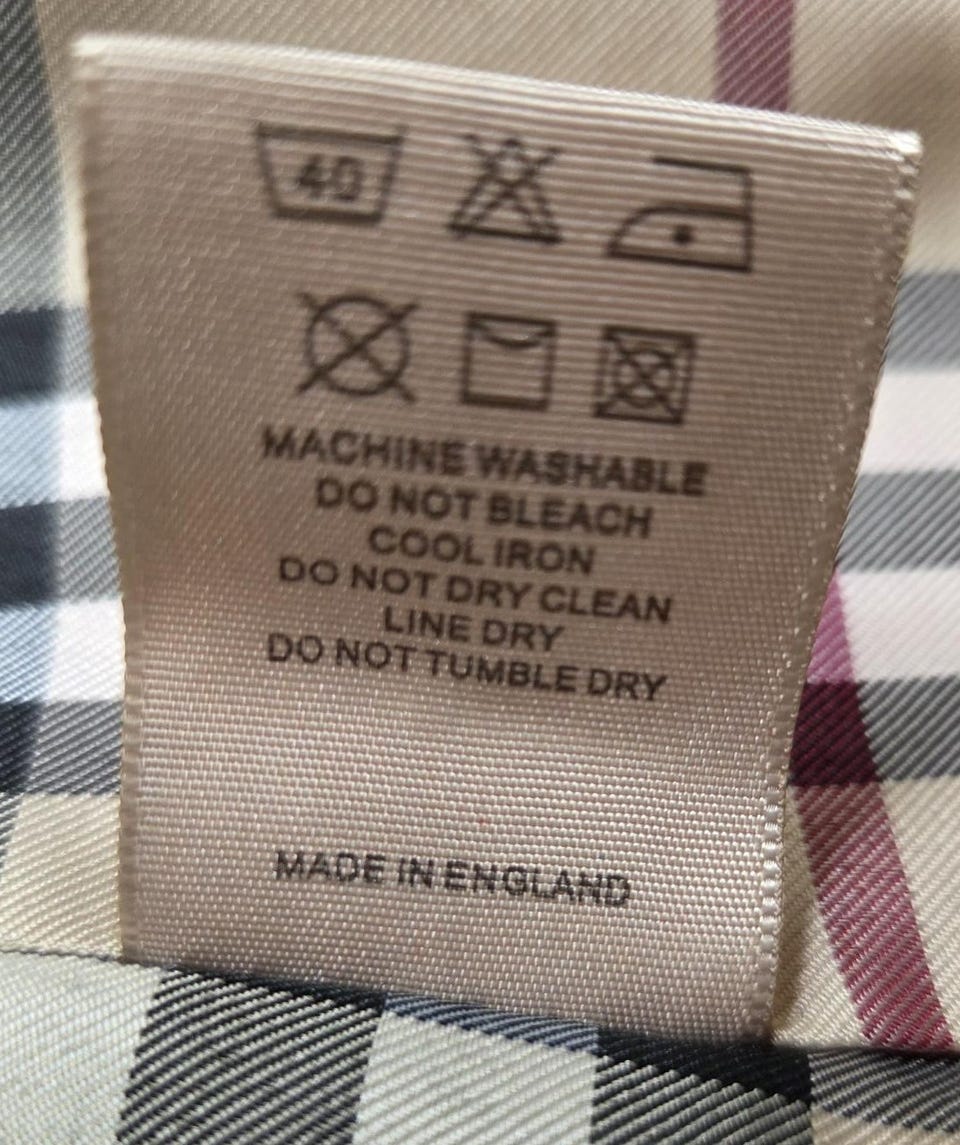 40
MACHINE WASHABLE
DO NOT BLEACH
COOL IRON
DO NOT DRY CLEAN
LINE DRY
DO NOT TUMBLE DRY
MADE IN ENGLAND